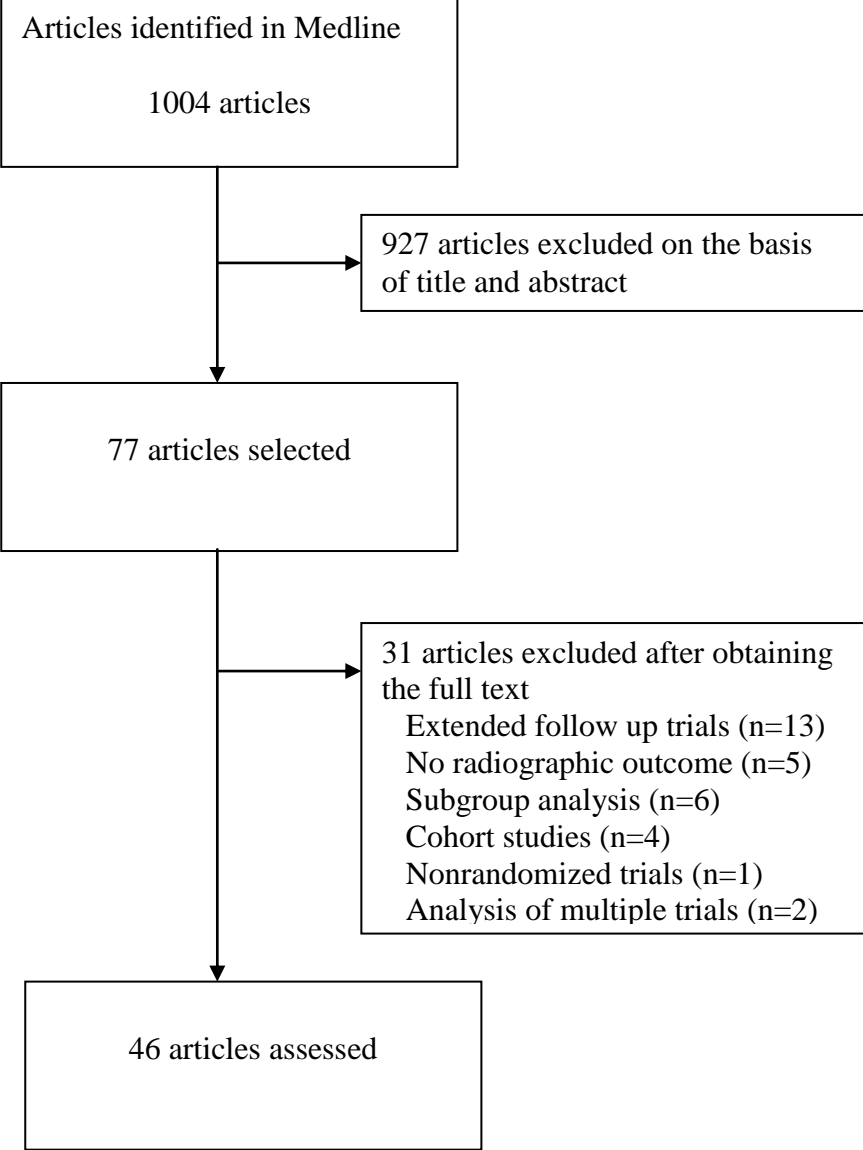 Articles identified in Medline
1004 articles
927 articles excluded on the basis
of title and abstract
77 articles selected
31 articles excluded after obtaining
the full text
Extended follow up trials (n=13)
No radiographic outcome (n=5)
Subgroup analysis (n=6)
Cohort studies (n=4)
Nonrandomized trials (n=1)
Analysis of multiple trials (n=2)
46 articles assessed